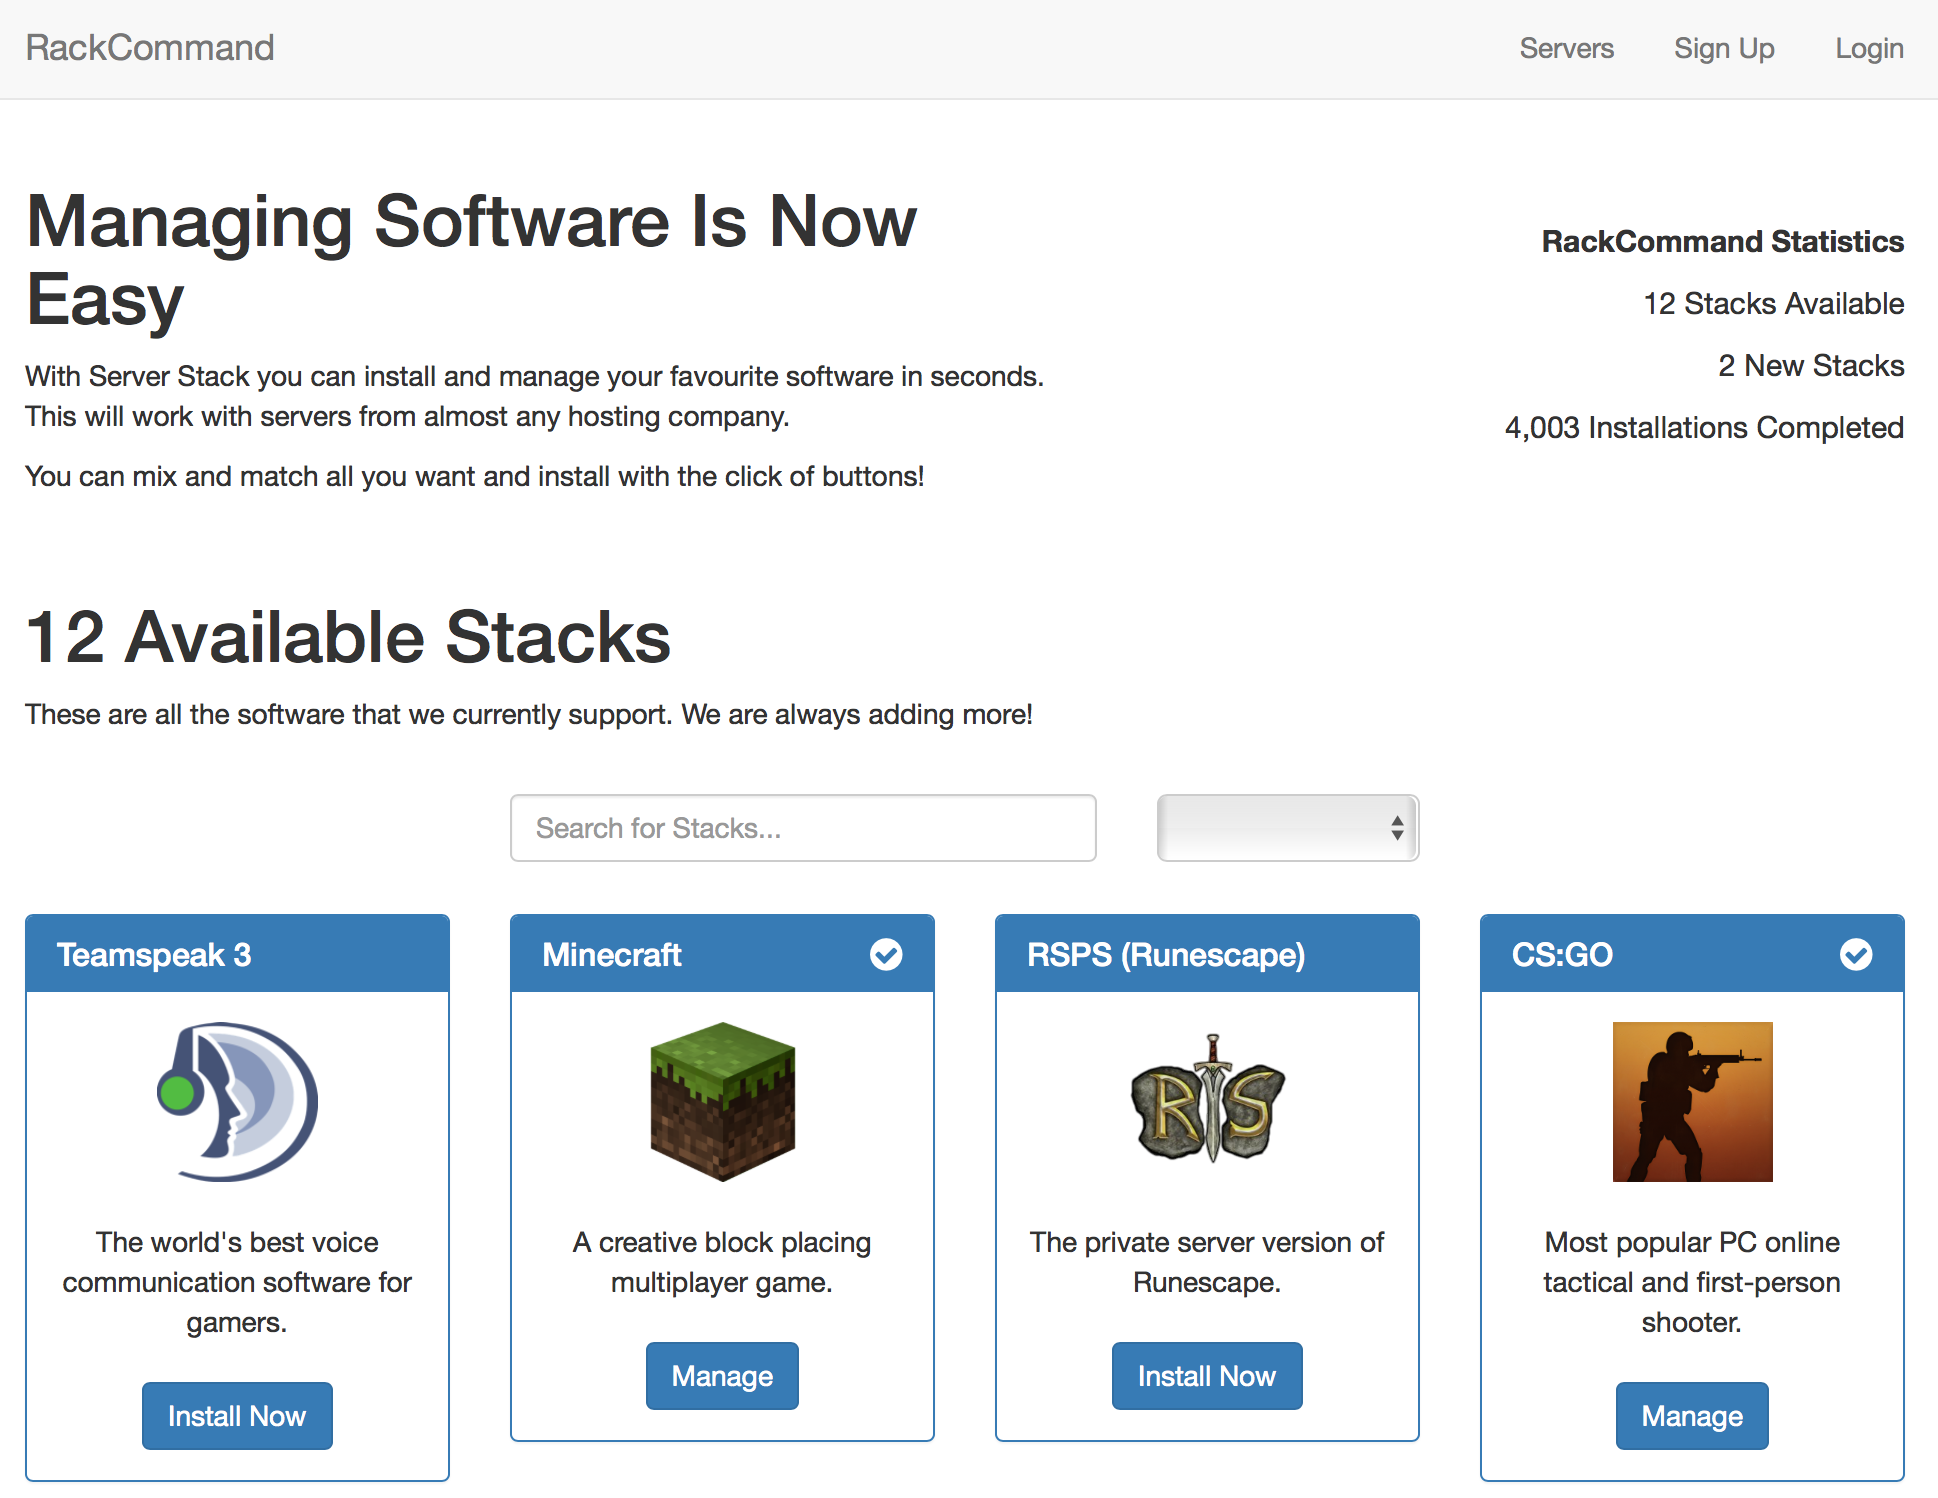 RackCommand
Servers
Sign Up
Login
Managing Software Is Now
Easy
With Server Stack you can install and manage your favourite software in seconds.
This will work with servers from almost any hosting company.
You can mix and match all you want and install with the click of buttons!
RackCommand Statistics
12 Stacks Available
2 New Stacks
4,003 Installations Completed
12 Available Stacks
These are all the software that we currently support. We are always adding more!
Search for Stacks...
Teamspeak 3
The world's best voice
communication software for
gamers.
Install Now
Minecraft
A creative block placing
multiplayer game.
Manage
RSPS (Runescape)
RS
The private server version of
Runescape.
Install Now
CS:GO
Most popular PC online
tactical and first-person
shooter.
Manage